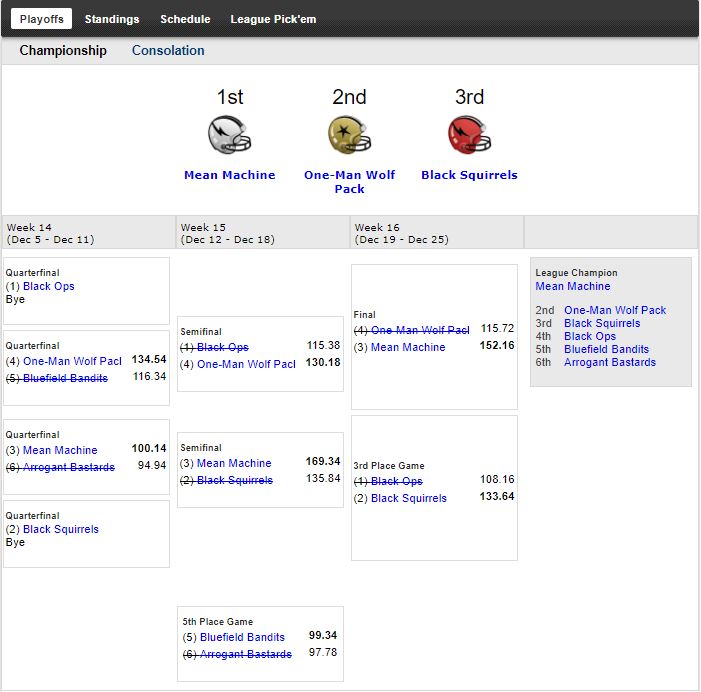 Playoffs Standings Schedule League Pick'em
Championship Consolation
1st 2nd 3rd
Mean Machine One-Man Wolf Pack Black Squirrels
Week 14
(Dec 5 - Dec 11)
Week 15
(Dec 12 - Dec 18)
Week 16
(Dec 19 - Dec 25)
Quarterfinal
(1) Black Ops
Bye
Quarterfinal
(4) One-Man Wolf Pacl 134.54
(5) Bluefield Bandits 116.34
Quarterfinal
(3) Mean Machine 100.14
(6) Arrogant Bastards 94.94
Quarterfinal
(2) Black Squirrels
Bye
Semifinal
(1) Black Ops 115.38
(4) One-Man Wolf Pacl 130.18
Semifinal
(3) Mean Machine 169.34
(2) Black Squirrels 135.84
5th Place Game
(5) Bluefield Bandits 99.34
(6) Arrogant Bastards 97.78
Final
(4) One-Man Wolf Pacl 115.72
(3) Mean Machine 152.16
3rd Place Game
(1) Black Ops 108.16
(2) Black Squirrels 133.64
League Champion
Mean Machine
2nd One-Man Wolf Pack
3rd Black Squirrels
4th Black Ops
5th Bluefield Bandits
6th Arrogant Bastards